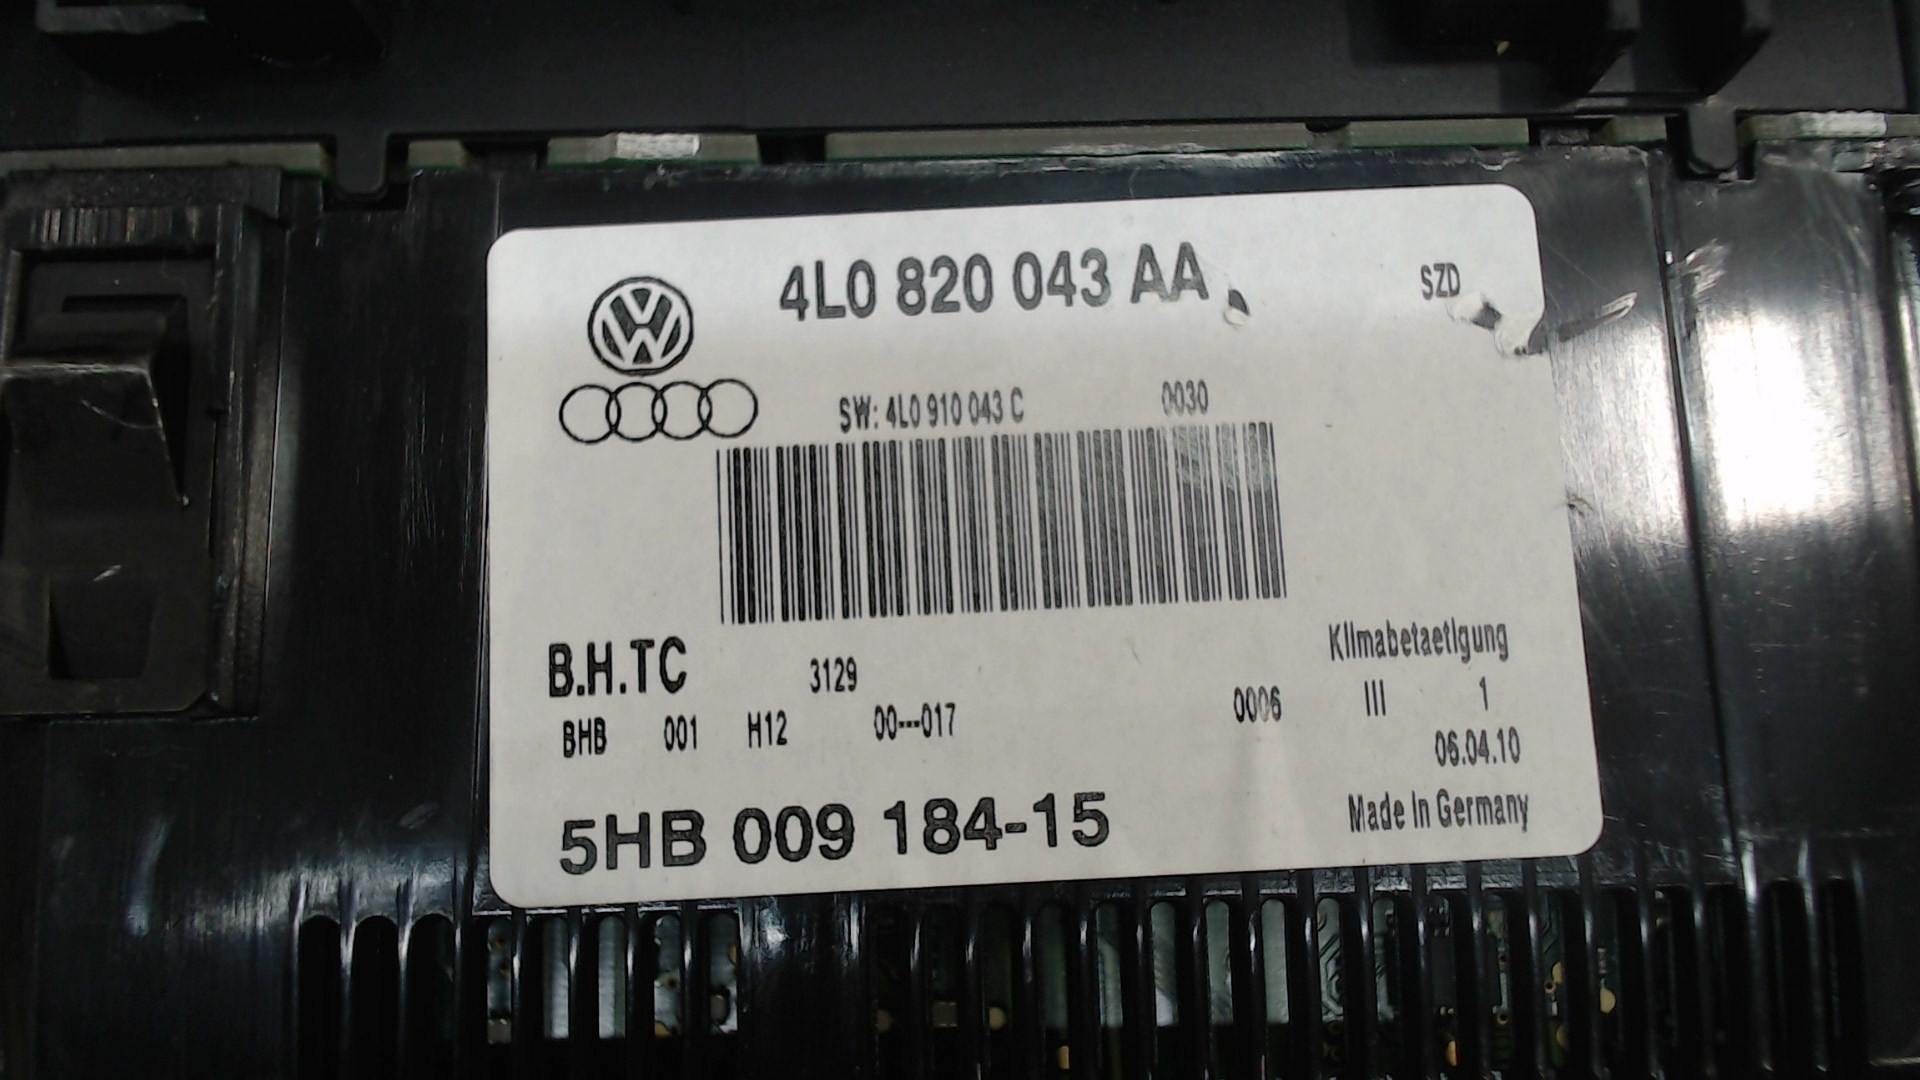 4L0 820 043 AA
SZD
SW: 4L0 910 043 C 0030
B.H.TC 3129
Klimabetaetigung
BHB 001 H12 00---017 0006 III 1
06.04.10
5HB 009 184-15
Made In Germany